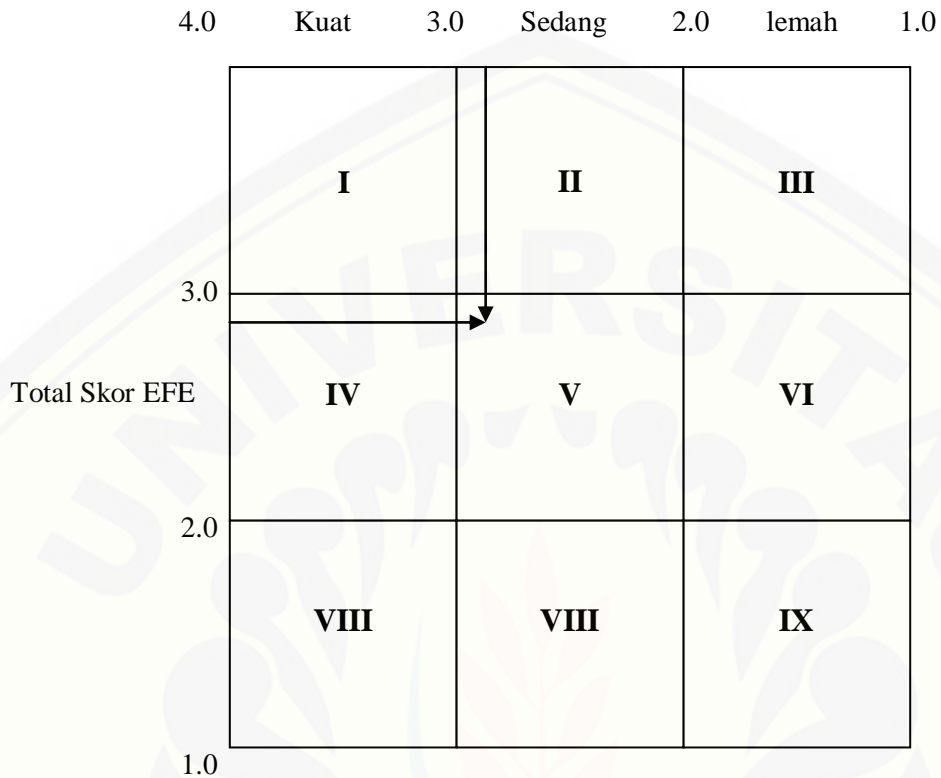 4.0 Kuat 3.0 Sedang 2.0 lemah 1.0
I II III
3.0
Total Skor EFE IV V VI
2.0
VIII VIII IX
1.0
UNIVERSITA